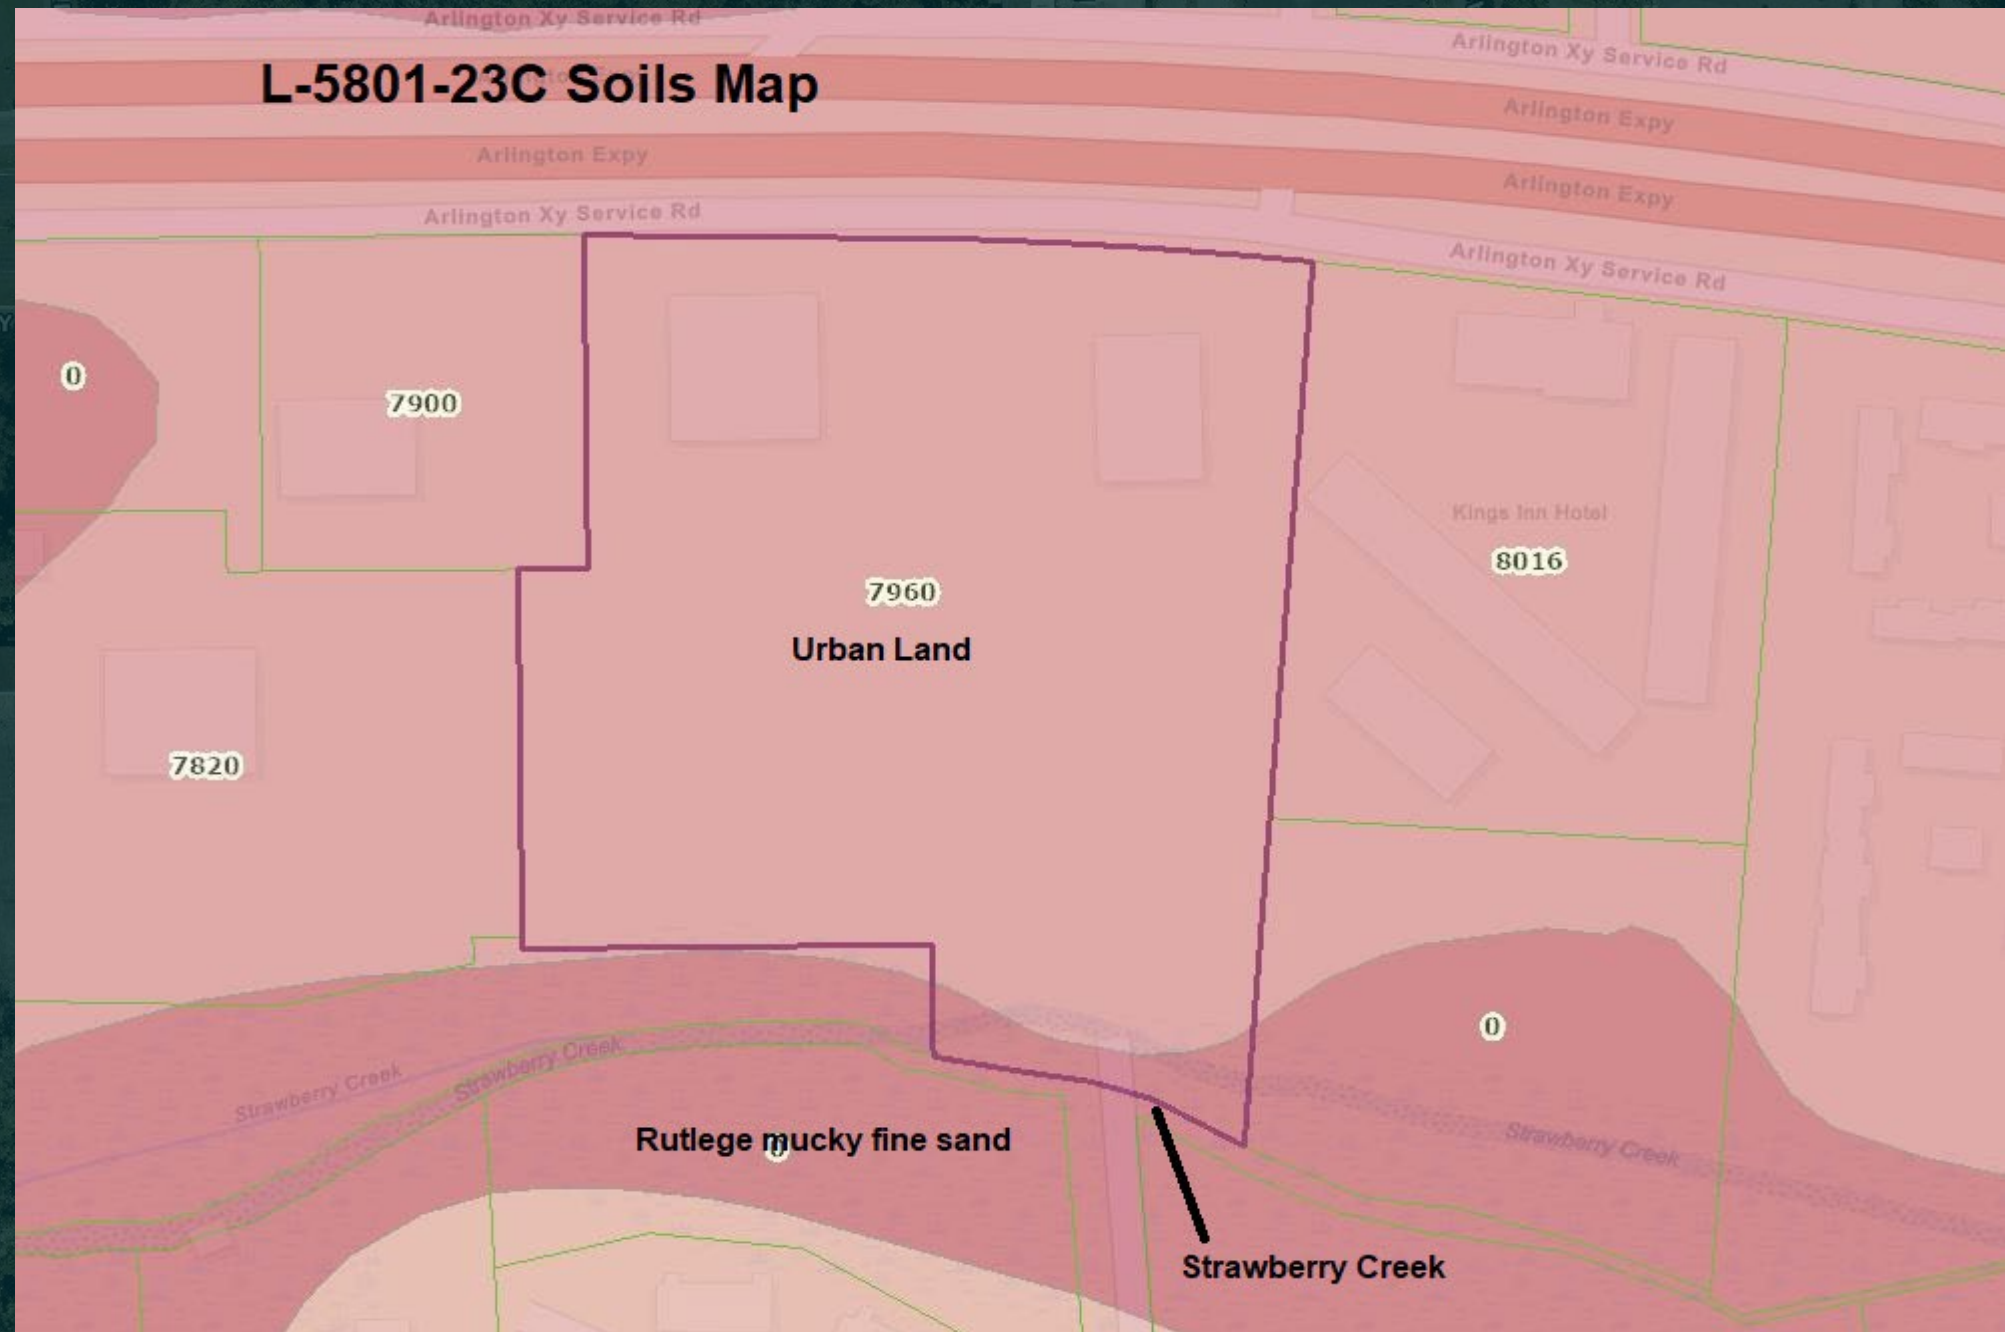 Arlington Xy Service Rd
Arlington Xy Service Rd
L-5801-23C Soils Map
Arlington Expy
Arlington Expy
Arlington Expy
Arlington Xy Service Rd
Arlington Xy Service Rd
0
7900
Kings Inn Hotel
8016
7960
Urban Land
7820
0
Strawberry Creek
Strawberry Creek
Strawberry Creek
Rutlege mucky fine sand
0
Strawberry Creek